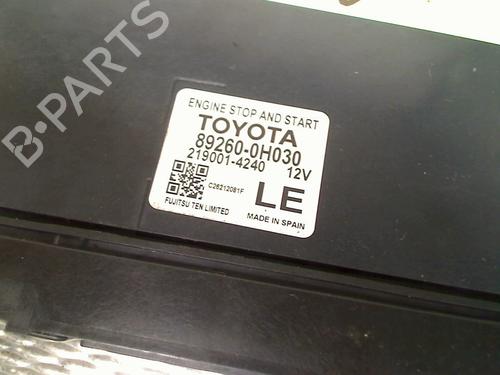 ENGINE STOP AND START
TOYOTA
89260-0H030
219001-4240 12V
C26212081F
LE
FUJITSU TEN LIMITED
MADE IN SPAIN
B-PARTS